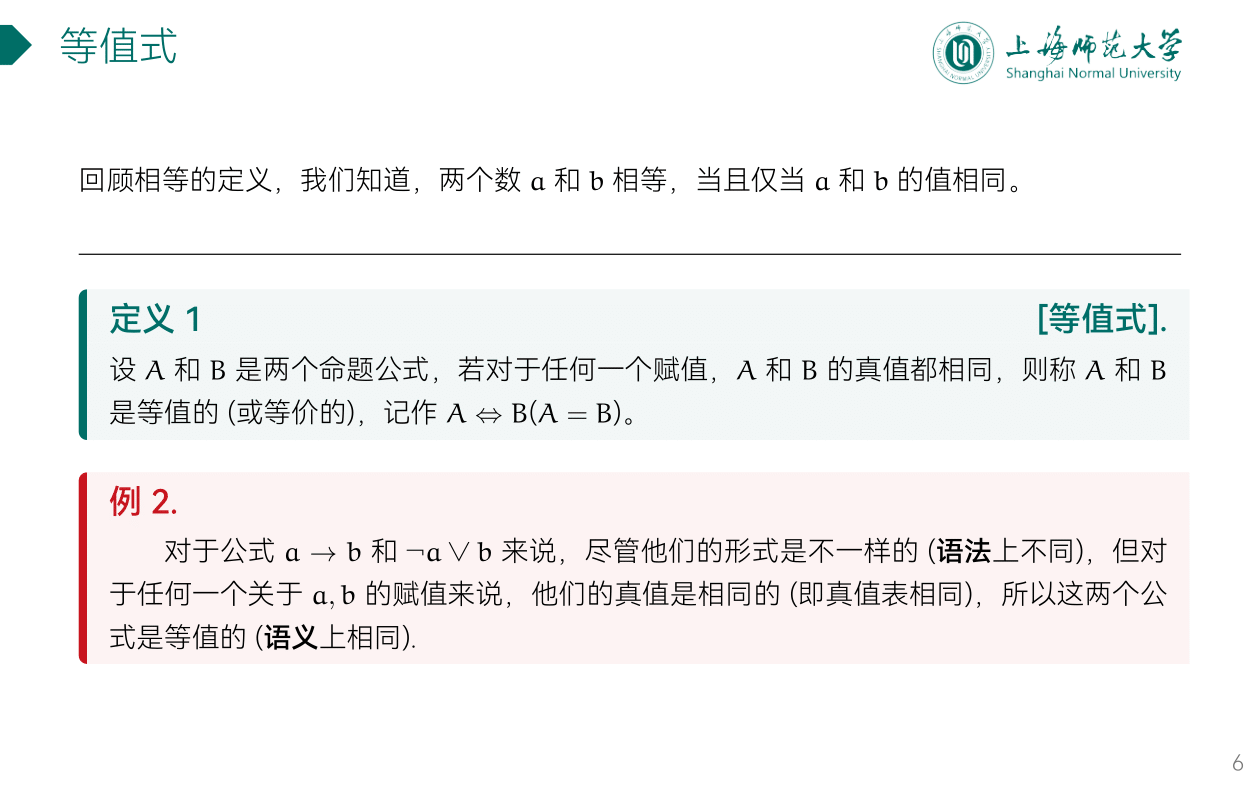 等值式
上海师范大学
Shanghai Normal University
回顾相等的定义，我们知道，两个数 a 和 b 相等，当且仅当 a 和 b 的值相同。
定义 1 [等值式].
设 A 和 B 是两个命题公式，若对于任何一个赋值，A 和 B 的真值都相同，则称 A 和 B
是等值的 (或等价的)，记作 A ⇔ B(A = B)。
例 2.
对于公式 a → b 和 ¬a ∨ b 来说，尽管他们的形式是不一样的 (语法上不同)，但对
于任何一个关于 a, b 的赋值来说，他们的真值是相同的 (即真值表相同)，所以这两个公
式是等值的 (语义上相同).
6